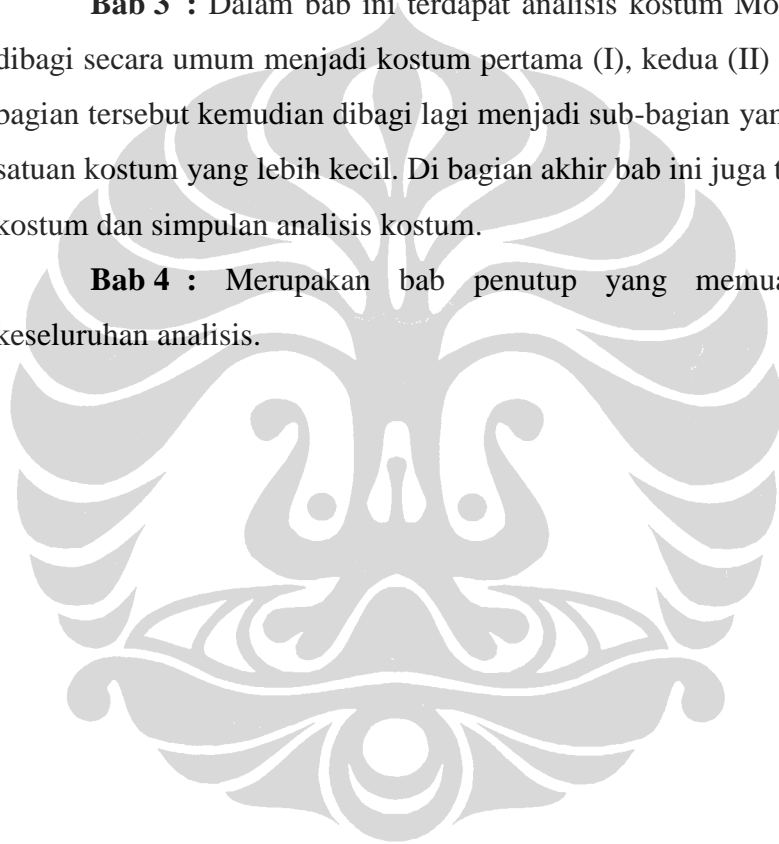 Bab 3 : Dalam bab ini terdapat analisis kostum
dibagi secara umum menjadi kostum pertama (I), kedua (II)
bagian tersebut kemudian dibagi lagi menjadi sub-bagian
satuan kostum yang lebih kecil. Di bagian akhir bab ini juga
kostum dan simpulan analisis kostum.
Bab 4 : Merupakan bab penutup yang
keseluruhan analisis.